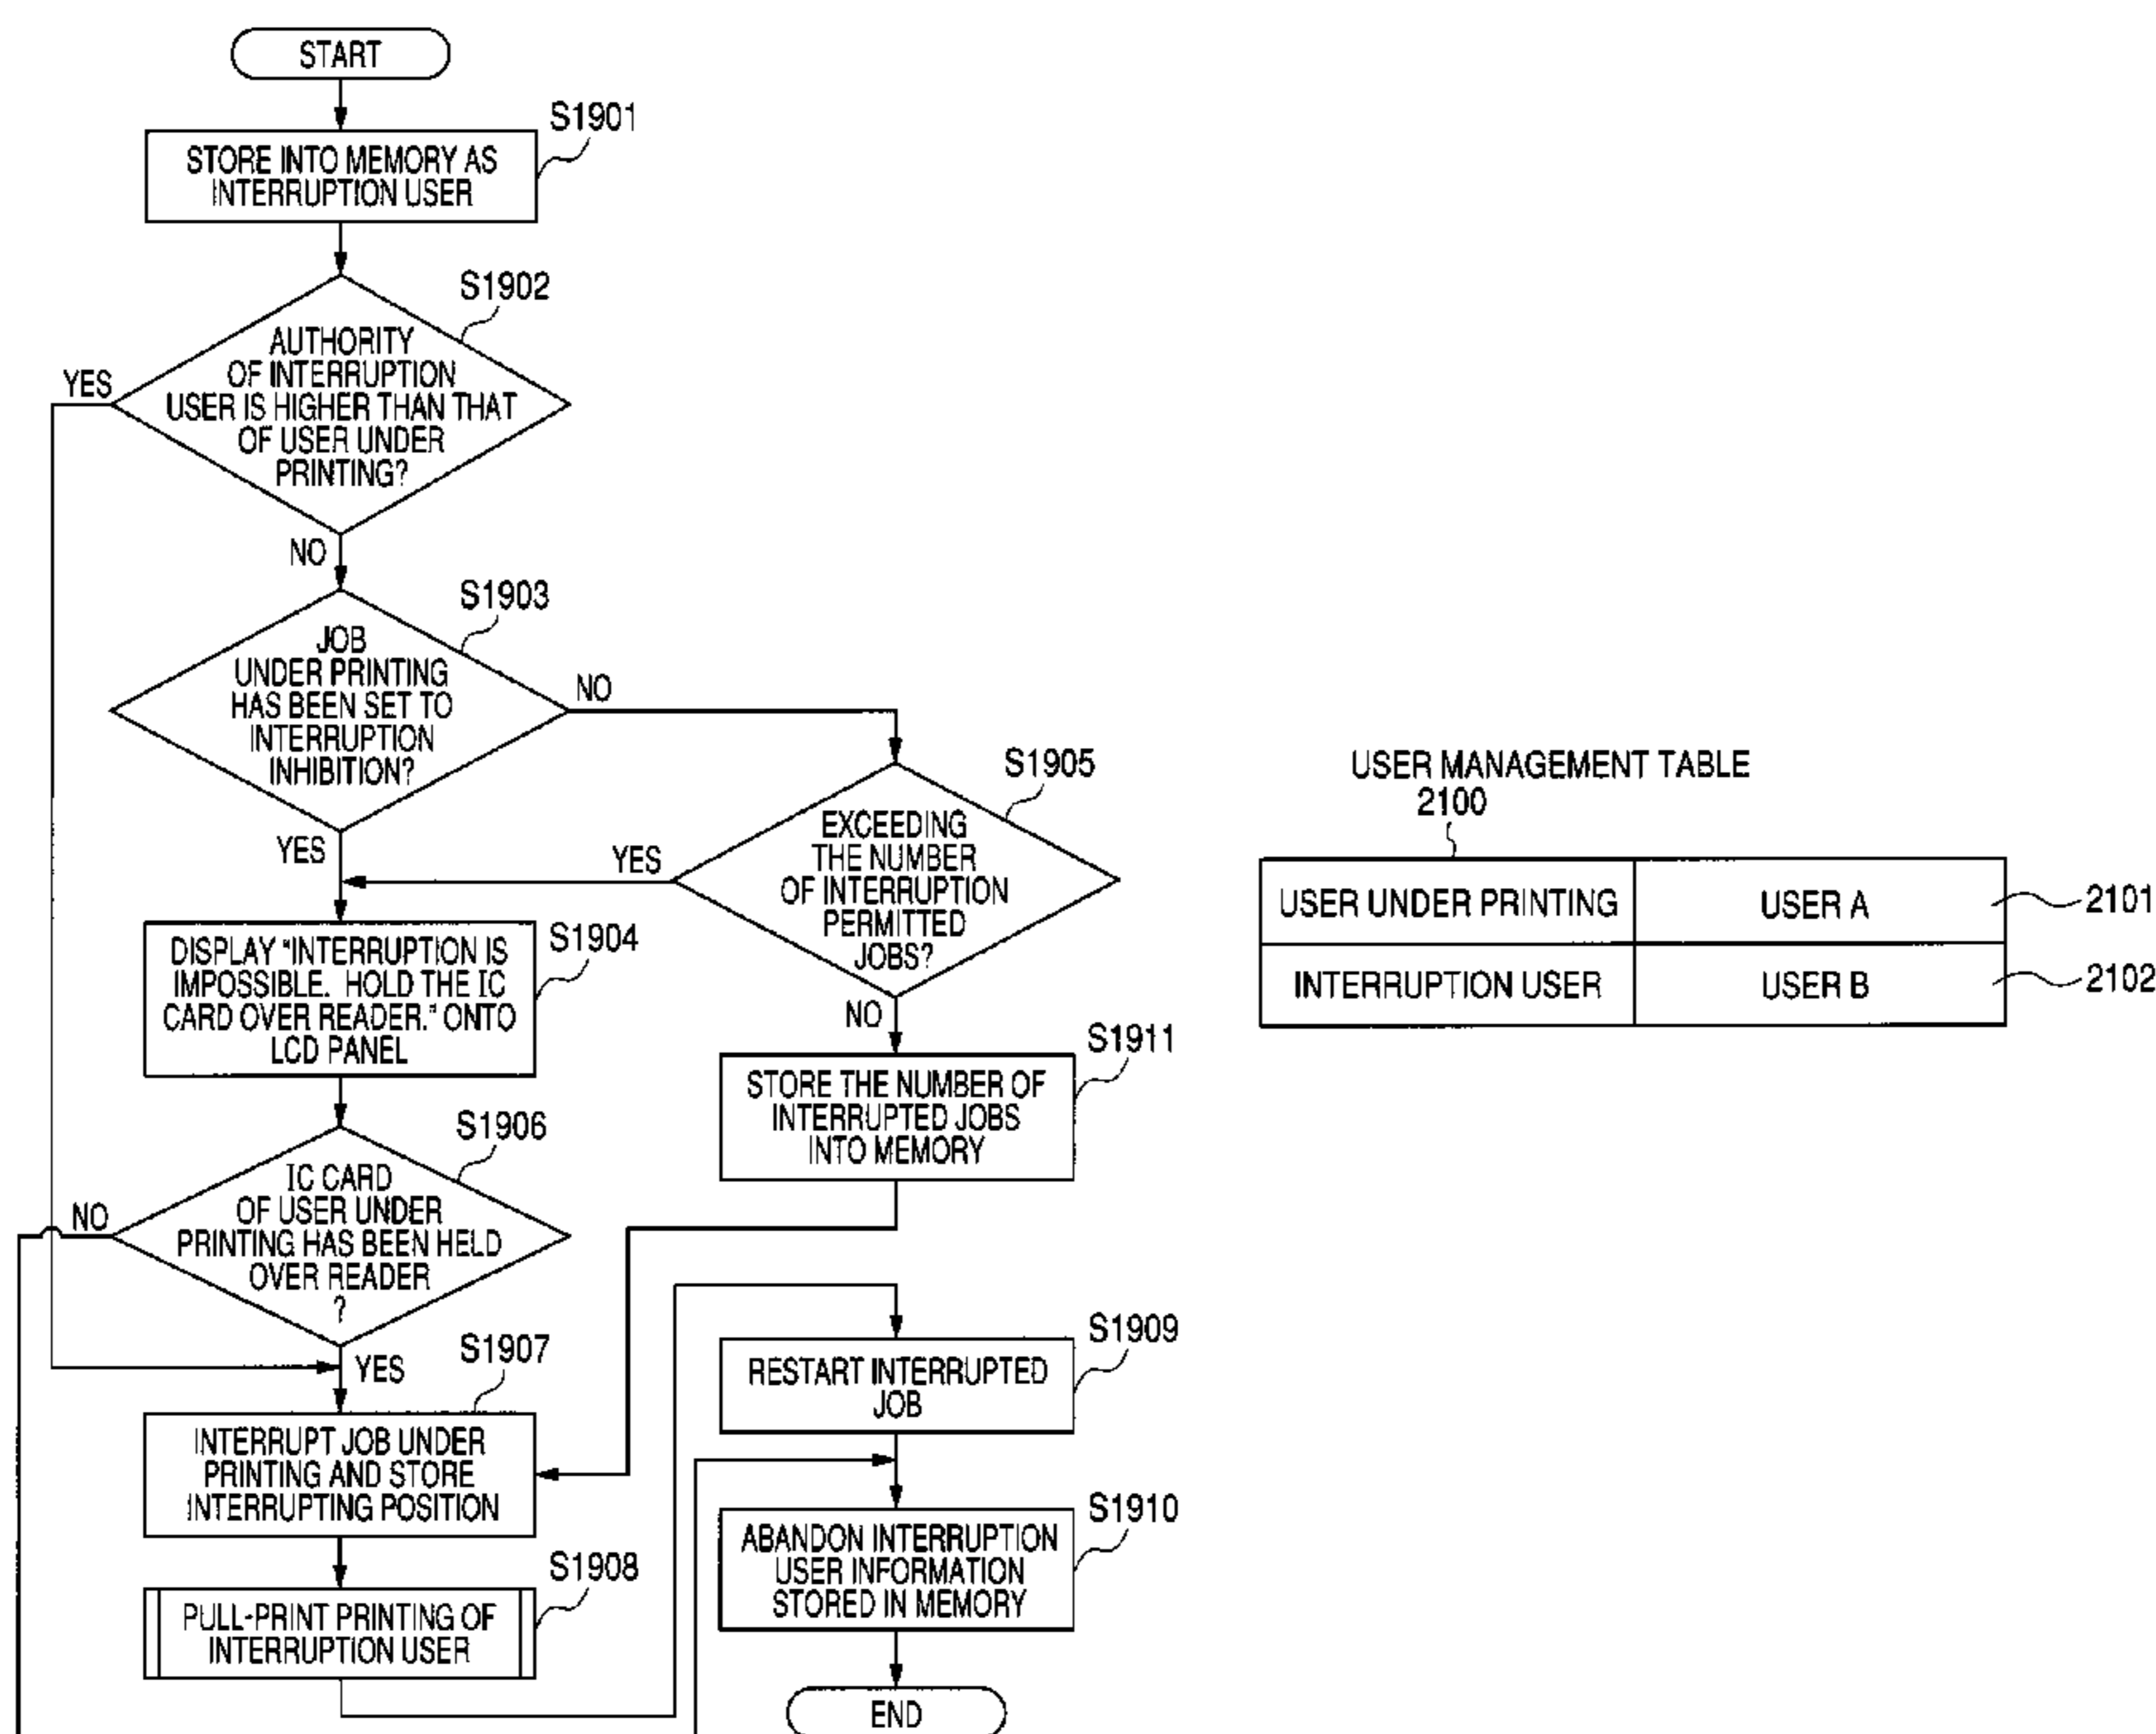 START
S1901
STORE INTO MEMORY AS
INTERRUPTION USER
S1902
AUTHORITY
OF INTERRUPTION
USER IS HIGHER THAN THAT
OF USER UNDER
PRINTING?
YES
NO
S1903
JOB
UNDER PRINTING
HAS BEEN SET TO
INTERRUPTION
INHIBITION?
NO
YES
S1905
EXCEEDING
THE NUMBER
OF INTERRUPTION
PERMITTED
JOBS?
YES
NO
S1904
DISPLAY "INTERRUPTION IS
IMPOSSIBLE. HOLD THE IC
CARD OVER READER." ONTO
LCD PANEL
S1911
STORE THE NUMBER OF
INTERRUPTED JOBS
INTO MEMORY
S1906
IC CARD
OF USER UNDER
PRINTING HAS BEEN HELD
OVER READER
?
NO
YES
S1907
INTERRUPT JOB UNDER
PRINTING AND STORE
INTERRUPTING POSITION
S1908
PULL-PRINT PRINTING OF
INTERRUPTION USER
S1909
RESTART INTERRUPTED
JOB
S1910
ABANDON INTERRUPTION
USER INFORMATION
STORED IN MEMORY
END
USER MANAGEMENT TABLE
2100
USER UNDER PRINTING USER A 2101
INTERRUPTION USER USER B 2102